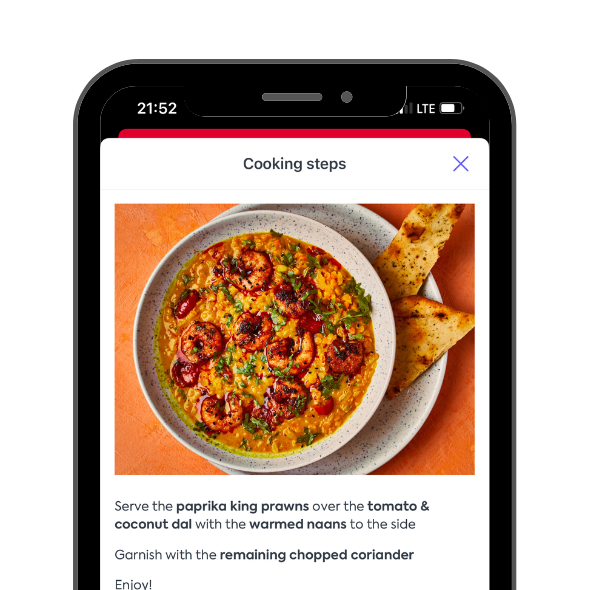 21:52
LTE
Cooking steps
Serve the paprika king prawns over the tomato &
coconut dal with the warmed naans to the side
Garnish with the remaining chopped coriander
Enjoy!